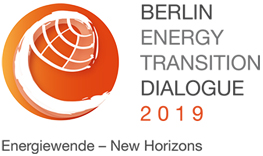 BERLIN
ENERGY
TRANSITION
DIALOGUE
2019
Energiewende – New Horizons